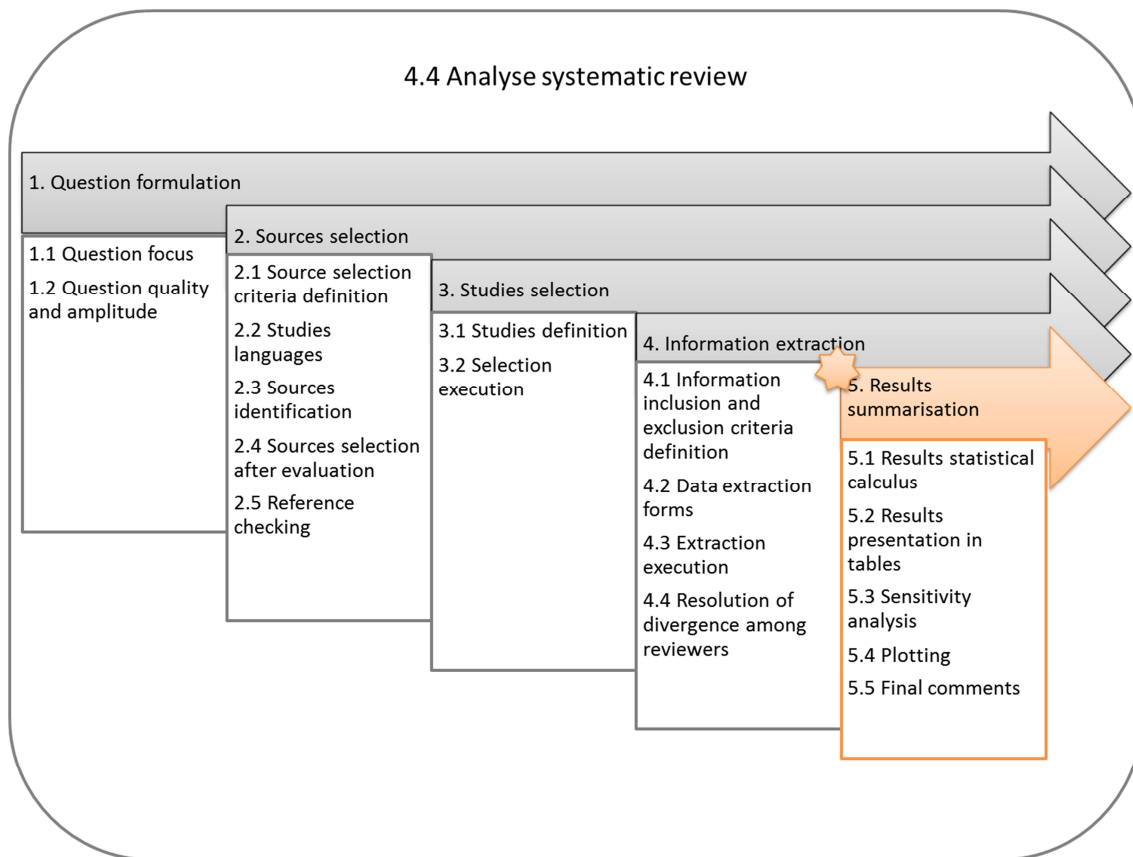 4.4 Analyse systematic review
1. Question formulation
1.1 Question focus
1.2 Question quality
and amplitude
2. Sources selection
2.1 Source selection
criteria definition
2.2 Studies
languages
2.3 Sources
identification
2.4 Sources selection
after evaluation
2.5 Reference
checking
3. Studies selection
3.1 Studies definition
3.2 Selection
execution
4. Information extraction
4.1 Information
inclusion and
exclusion criteria
definition
4.2 Data extraction
forms
4.3 Extraction
execution
4.4 Resolution of
divergence among
reviewers
5. Results
summarisation
5.1 Results statistical
calculus
5.2 Results
presentation in
tables
5.3 Sensitivity
analysis
5.4 Plotting
5.5 Final comments